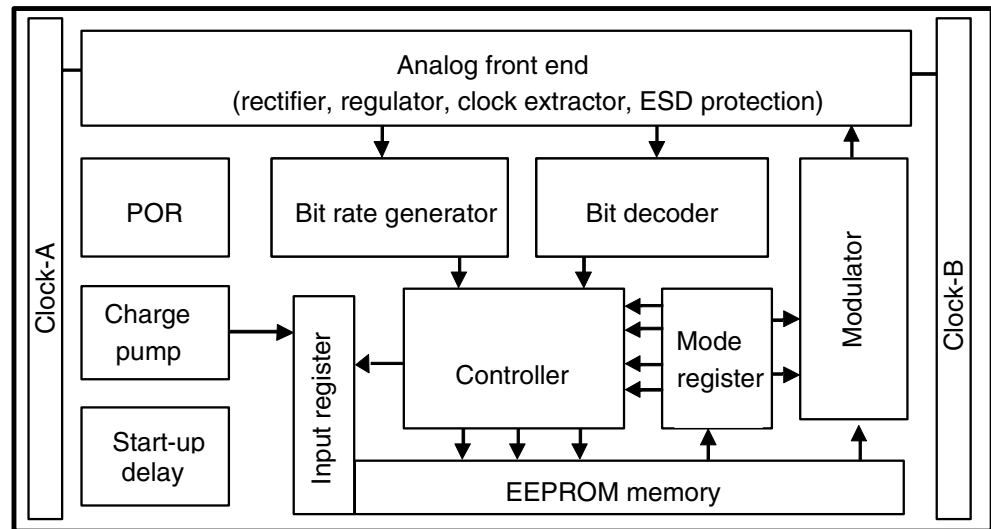 Analog front end
(rectifier, regulator, clock extractor, ESD protection)
Clock-A
POR
Bit rate generator
Bit decoder
Modulator
Clock-B
Charge
pump
Input register
Controller
Mode
register
Start-up
delay
EEPROM memory